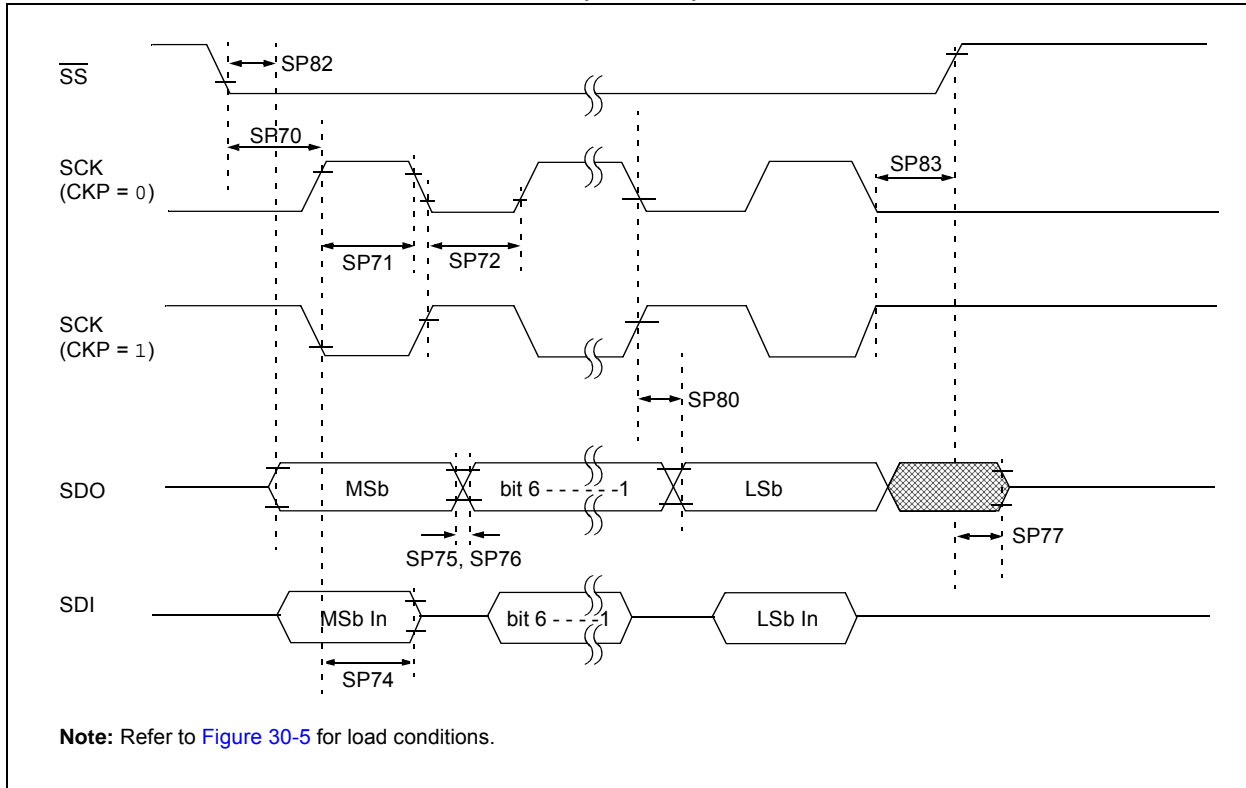 SS
SP82
SP70
SCK
(CKP = 0)
SP83
SP71
SP72
SCK
(CKP = 1)
SP80
SDO
MSb
bit 6 - - - - - -1
LSb
SP75, SP76
SP77
SDI
MSb In
bit 6 - - - -1
LSb In
SP74
Note: Refer to Figure 30-5 for load conditions.